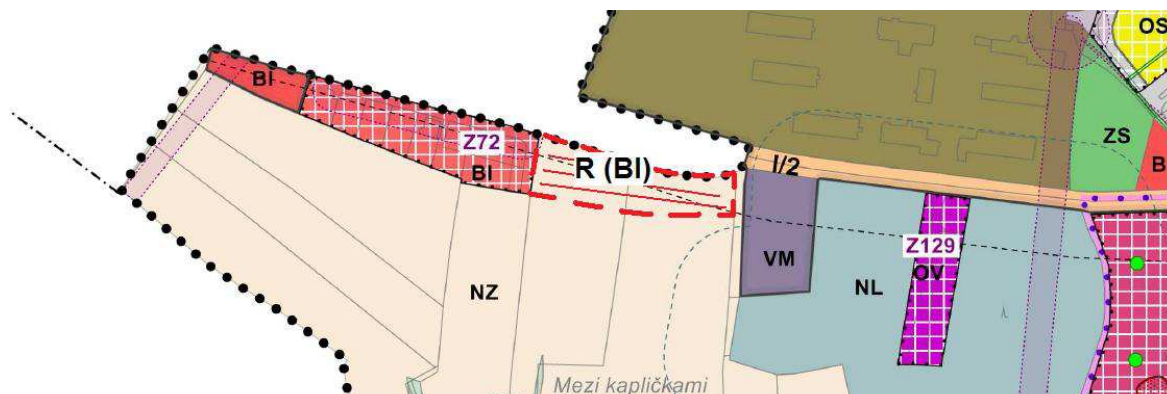 OS
BI
Z72
BI
R (BI)
I/2
ZS
B
VM
Z129
OV
NZ
NL
Mezi kapličkami